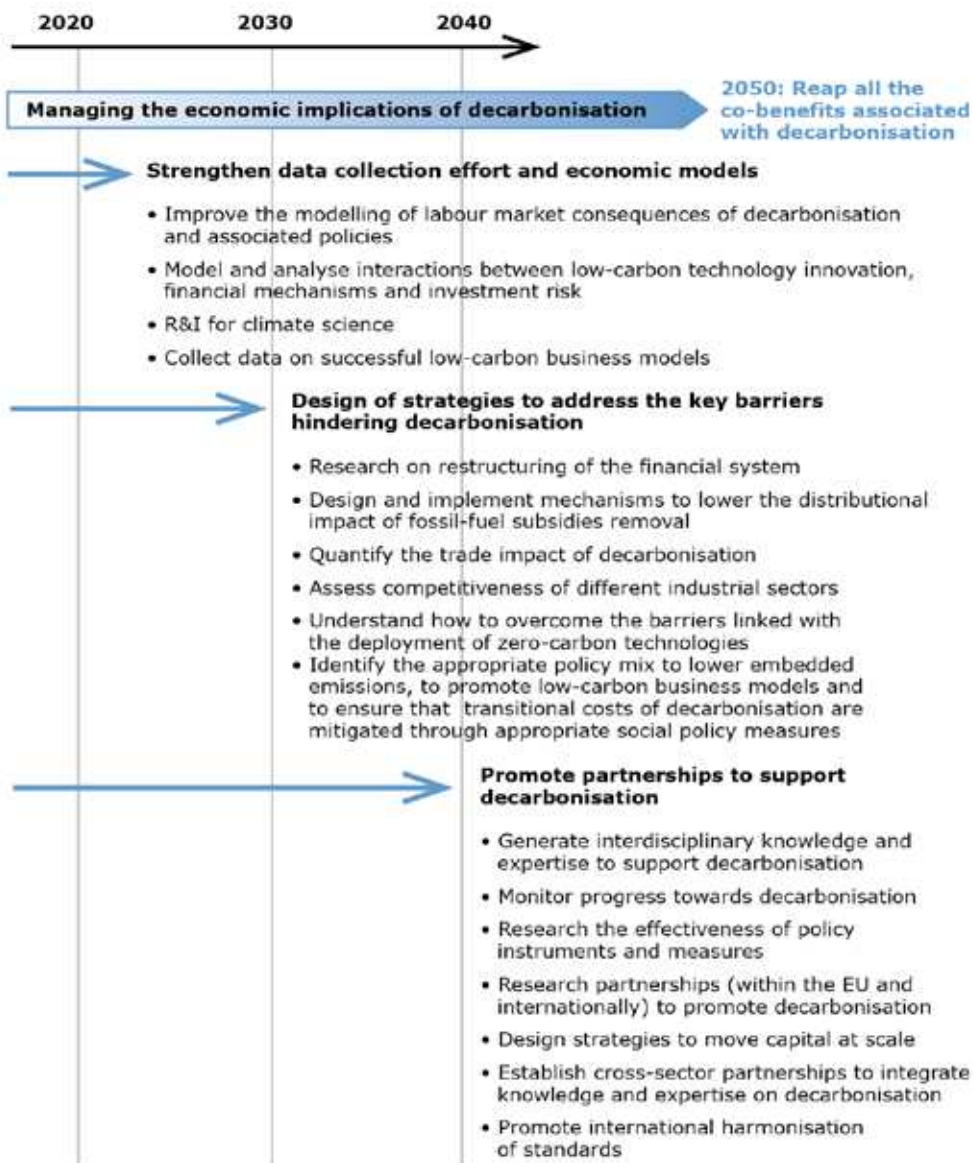 2020 2030 2040
Managing the economic implications of decarbonisation
2050: Reap all the
co-benefits associated
with decarbonisation
Strengthen data collection effort and economic models
• Improve the modelling of labour market consequences of decarbonisation
and associated policies
• Model and analyse interactions between low-carbon technology innovation,
financial mechanisms and investment risk
• R&I for climate science
• Collect data on successful low-carbon business models
Design of strategies to address the key barriers
hindering decarbonisation
• Research on restructuring of the financial system
• Design and implement mechanisms to lower the distributional
impact of fossil-fuel subsidies removal
• Quantify the trade impact of decarbonisation
• Assess competitiveness of different industrial sectors
• Understand how to overcome the barriers linked with
the deployment of zero-carbon technologies
• Identify the appropriate policy mix to lower embedded
emissions, to promote low-carbon business models and
to ensure that transitional costs of decarbonisation are
mitigated through appropriate social policy measures
Promote partnerships to support
decarbonisation
• Generate interdisciplinary knowledge and
expertise to support decarbonisation
• Monitor progress towards decarbonisation
• Research the effectiveness of policy
instruments and measures
• Research partnerships (within the EU and
internationally) to promote decarbonisation
• Design strategies to move capital at scale
• Establish cross-sector partnerships to integrate
knowledge and expertise on decarbonisation
• Promote international harmonisation
of standards